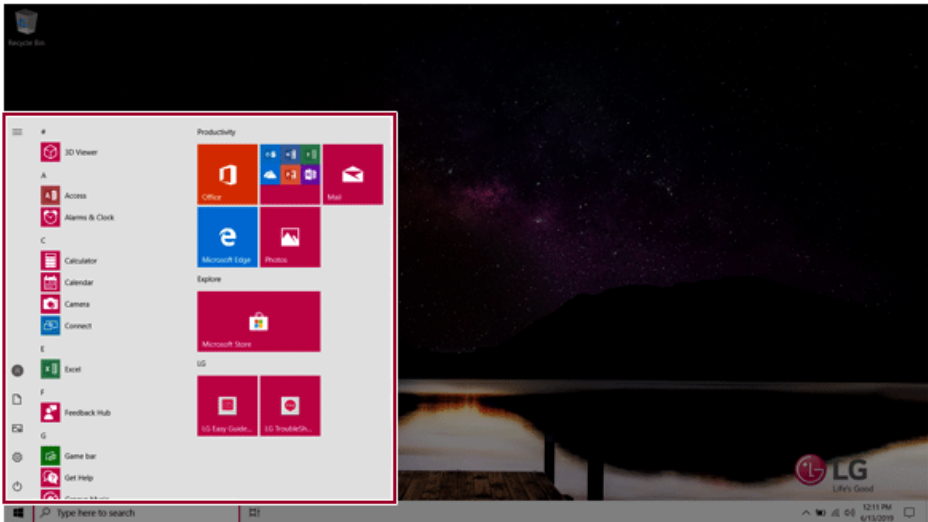 Recycle Bin
#
3D Viewer
A
Access
Alarms & Clock
C
Calculator
Calendar
Camera
Connect
E
Excel
F
Feedback Hub
G
Game bar
Get Help
Groove Music
Productivity
Office
Mail
Microsoft Edge
Photos
Explore
Microsoft Store
LG
LG Easy Guide...
LG TroubleSh...
LG
Life's Good
Type here to search
12:11 PM
6/13/2019